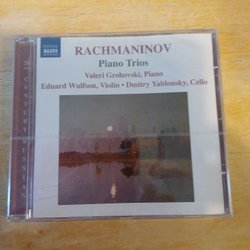 NAXOS
RACHMANINOV
Piano Trios
Valeri Grohovski, Piano
Eduard Wulfson, Violin • Dmitry Yablonsky, Cello